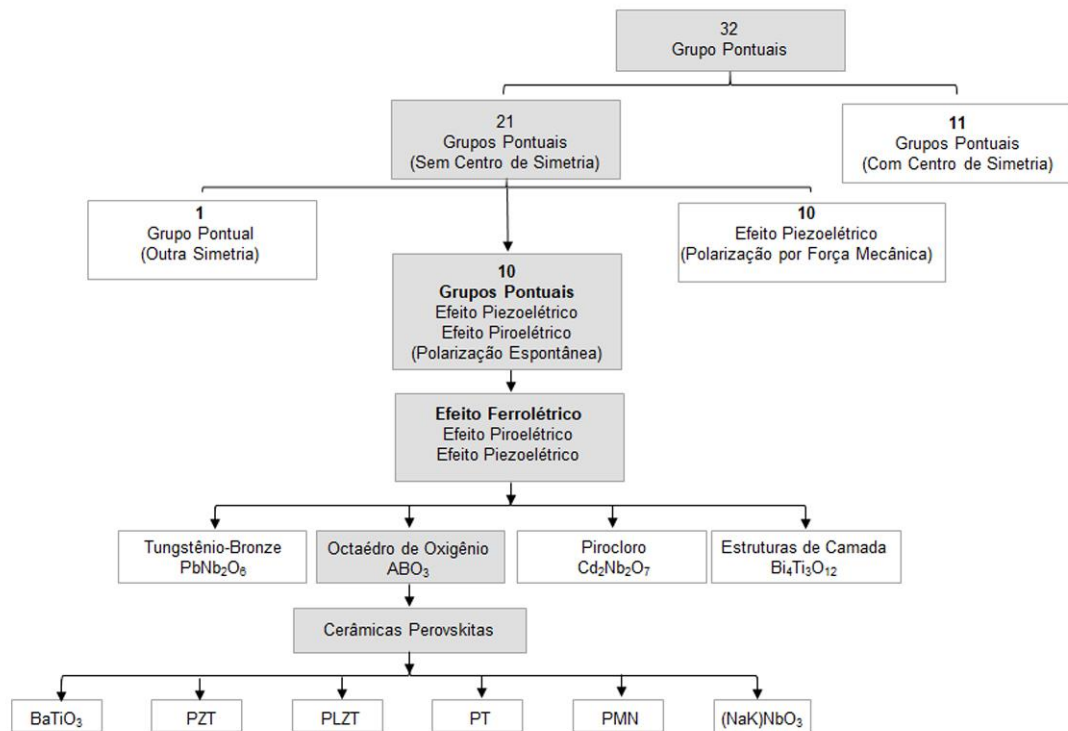 32
Grupo Pontuais
21
Grupos Pontuais
(Sem Centro de Simetria)
11
Grupos Pontuais
(Com Centro de Simetria)
1
Grupo Pontual
(Outra Simetria)
10
Grupos Pontuais
Efeito Piezoelétrico
Efeito Piroelétrico
(Polarização Espontânea)
10
Efeito Piezoelétrico
(Polarização por Força Mecânica)
Efeito Ferrolétrico
Efeito Piroelétrico
Efeito Piezoelétrico
Tungstênio-Bronze
PbNb₂O₆
Octaédro de Oxigênio
ABO₃
Pirocloro
Cd₂Nb₂O₇
Estruturas de Camada
Bi₄Ti₃O₁₂
Cerâmicas Perovskitas
BaTiO₃
PZT
PLZT
PT
PMN
(NaK)NbO₃